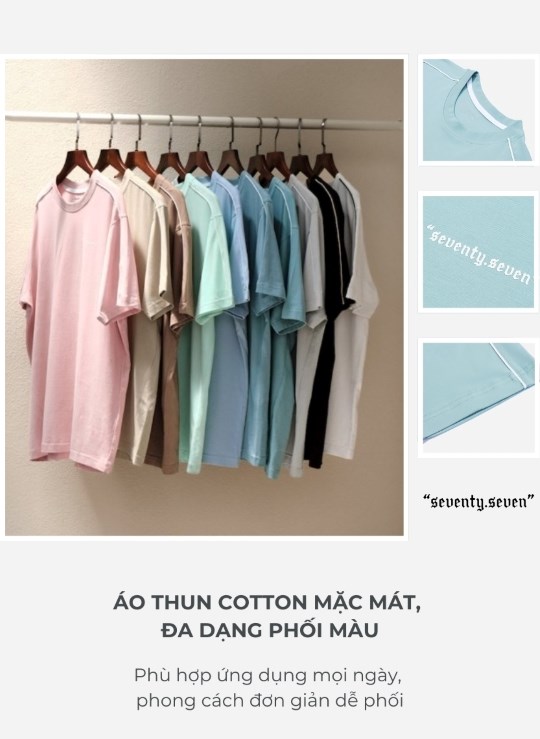 “seventy.seven”
“seventy.seven”
ÁO THUN COTTON MẶC MÁT,
ĐA DẠNG PHỐI MÀU
Phù hợp ứng dụng mọi ngày,
phong cách đơn giản dễ phối